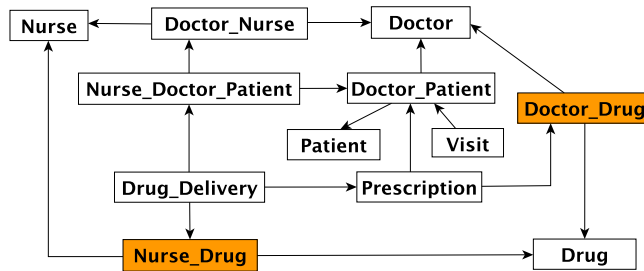 Nurse
Doctor_Nurse
Doctor
Nurse_Doctor_Patient
Doctor_Patient
Doctor_Drug
Patient
Visit
Drug_Delivery
Prescription
Nurse_Drug
Drug